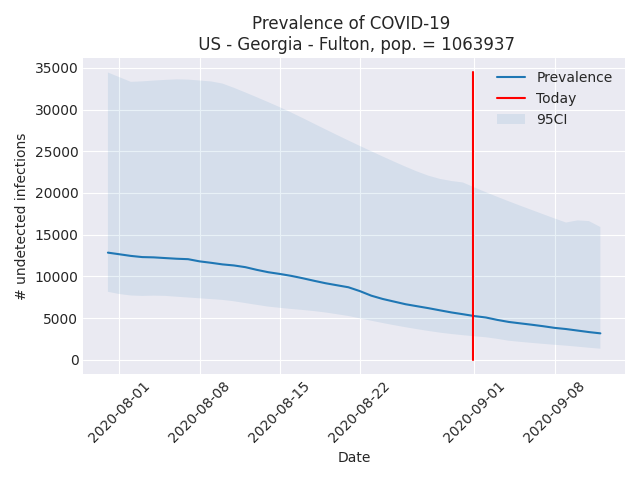 Prevalence of COVID-19
US - Georgia - Fulton, pop. = 1063937
35000
30000
25000
20000
15000
10000
5000
0
# undetected infections
Prevalence
Today
95CI
2020-08-01
2020-08-08
2020-08-15
2020-08-22
2020-09-01
2020-09-08
Date